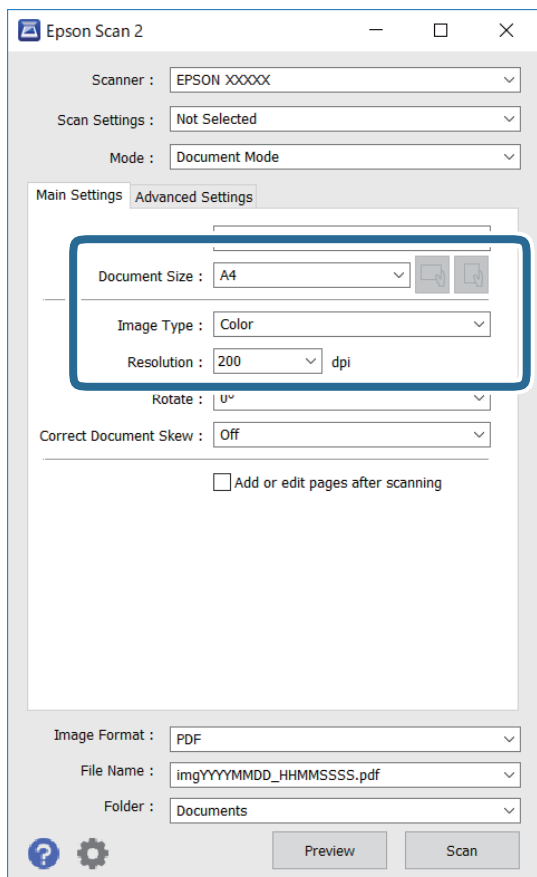 Epson Scan 2
Scanner : EPSON XXXXX
Scan Settings : Not Selected
Mode : Document Mode
Main Settings Advanced Settings
Document Size : A4
Image Type : Color
Resolution : 200 dpi
Rotate : 0º
Correct Document Skew : Off
Add or edit pages after scanning
Image Format : PDF
File Name : imgYYYYMMDD_HHMMSSSS.pdf
Folder : Documents
? Preview Scan